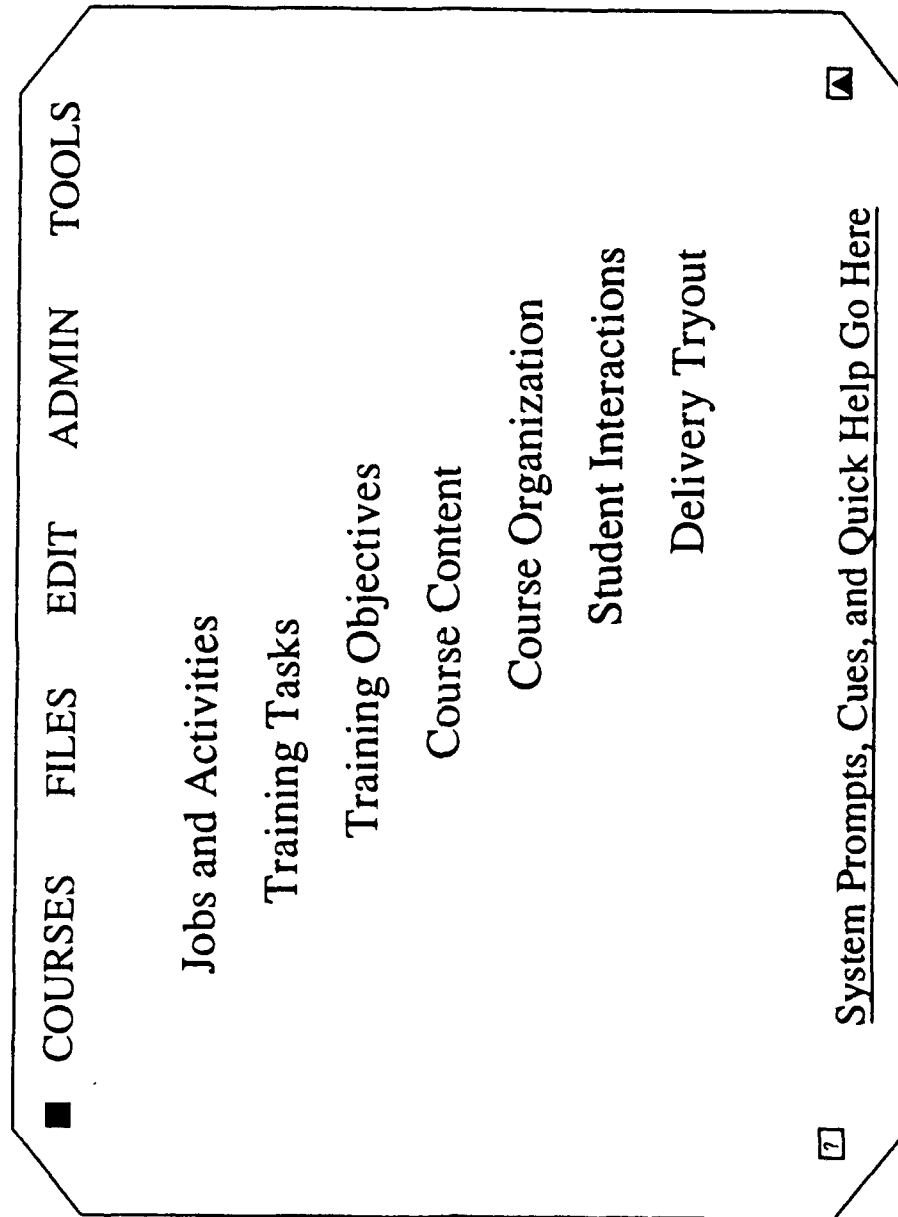 COURSES FILES EDIT ADMIN TOOLS
Jobs and Activities
Training Tasks
Training Objectives
Course Content
Course Organization
Student Interactions
Delivery Tryout
? System Prompts, Cues, and Quick Help Go Here